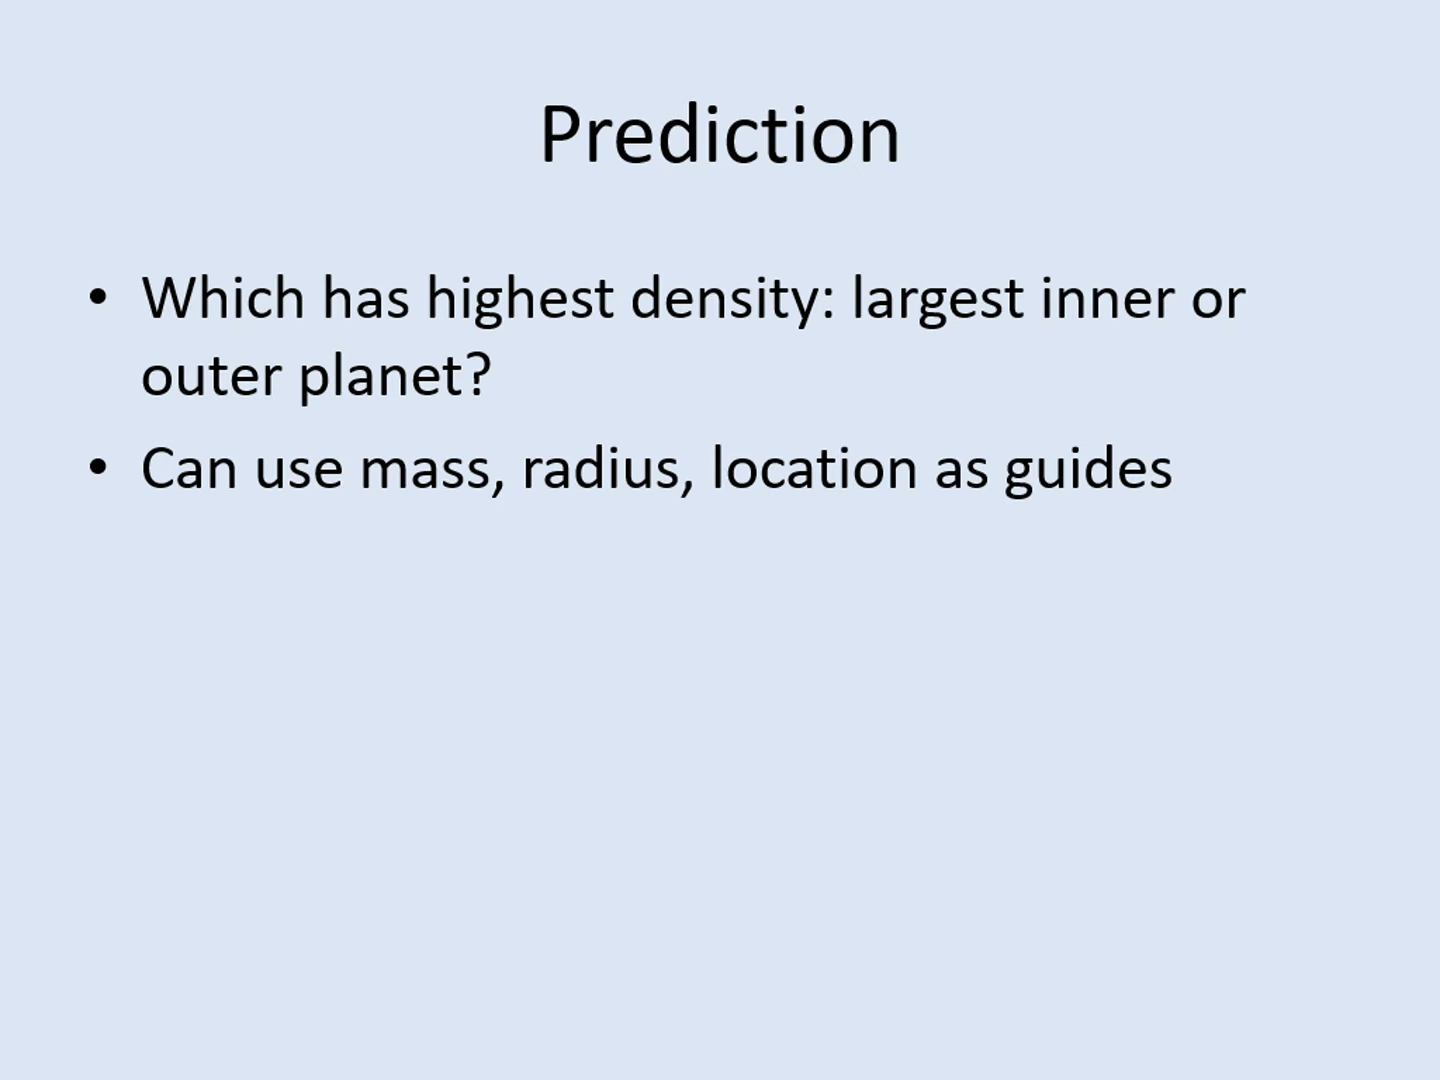 Prediction
• Which has highest density: largest inner or
outer planet?
• Can use mass, radius, location as guides